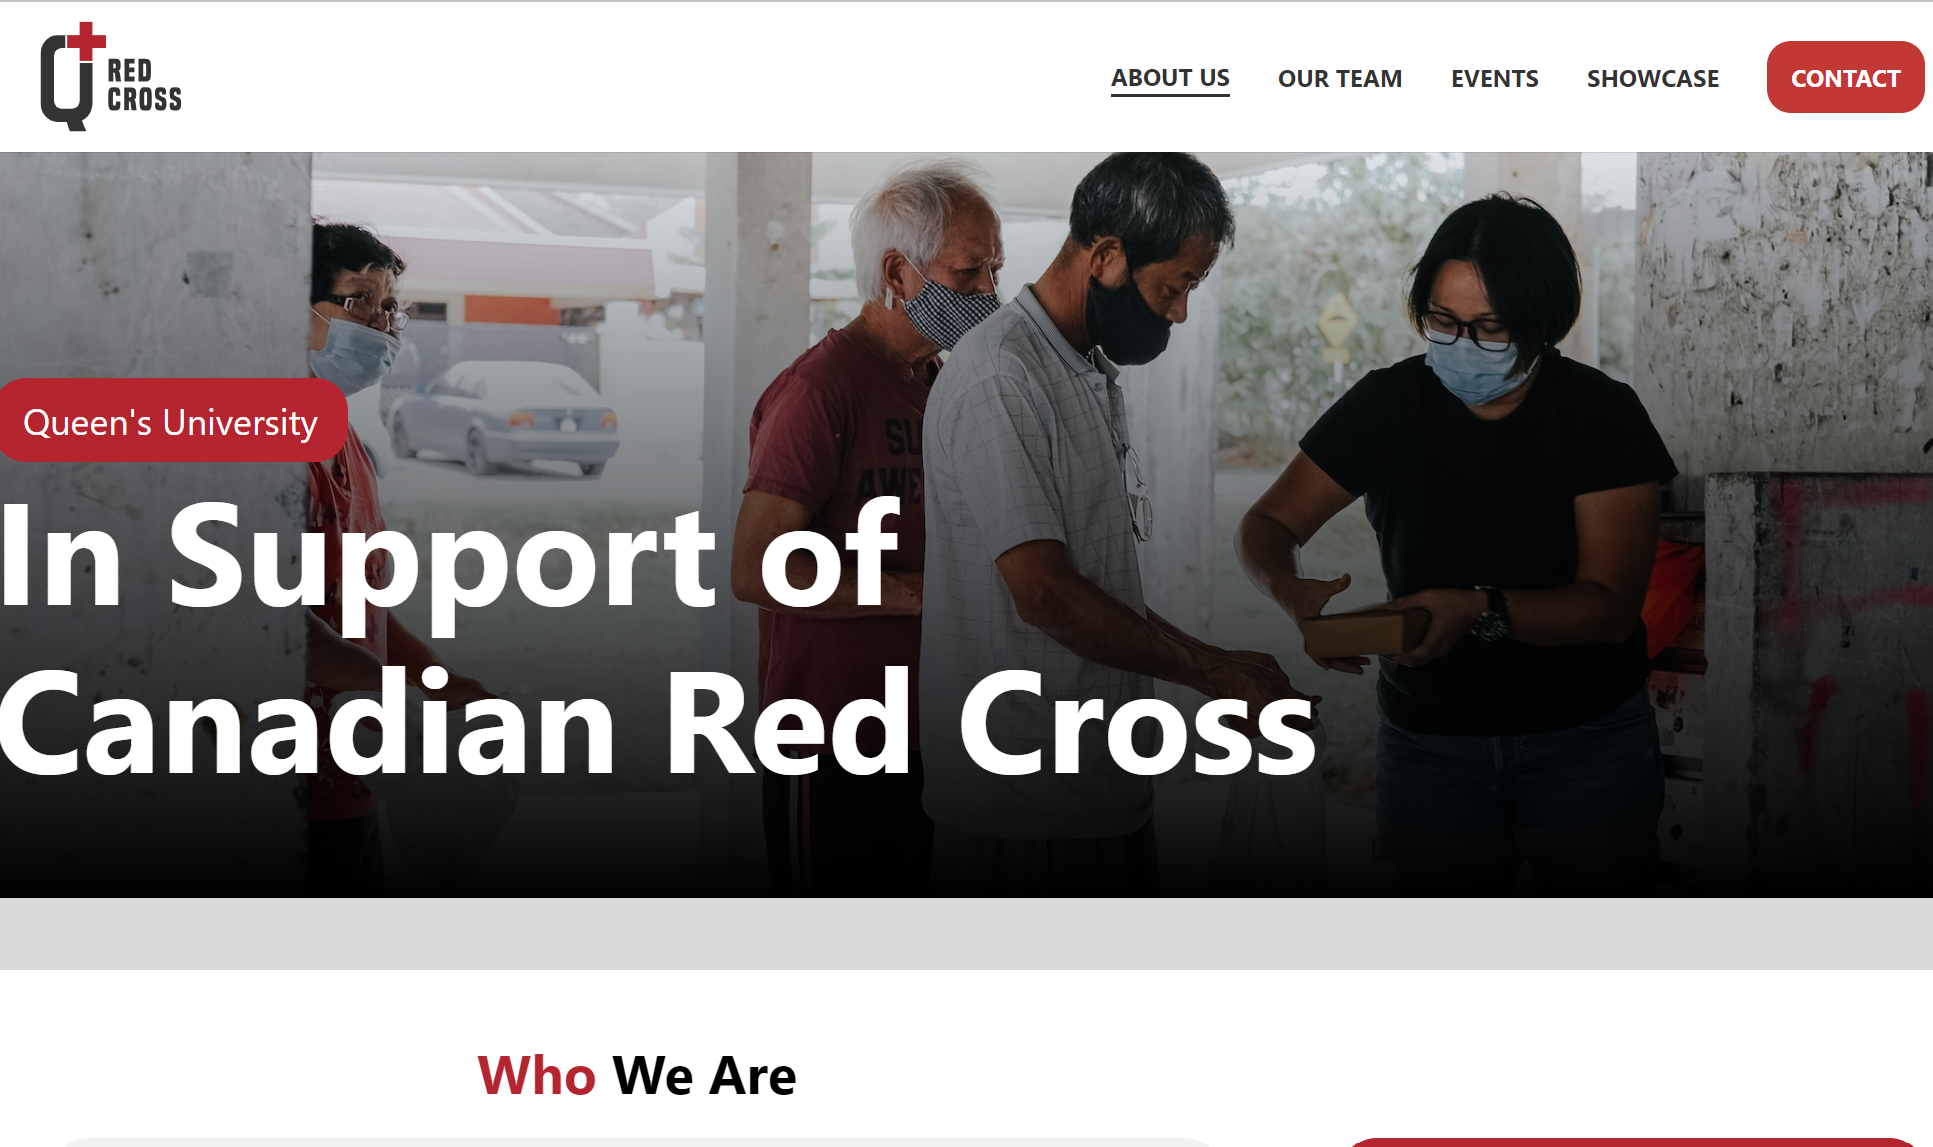 RED
CROSS
ABOUT US
OUR TEAM
EVENTS
SHOWCASE
CONTACT
Queen's University
In Support of
Canadian Red Cross
Who We Are